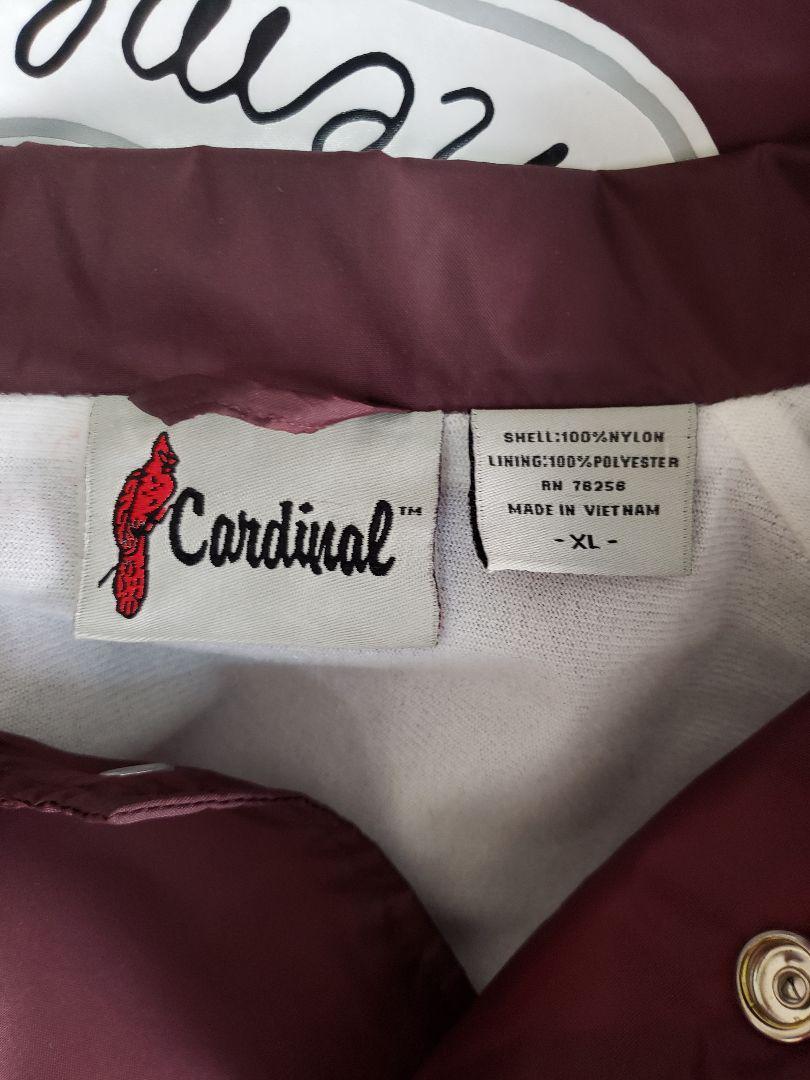 Cardinal™
SHELL:100%NYLON
LINING:100%POLYESTER
RN 78256
MADE IN VIETNAM
- XL -